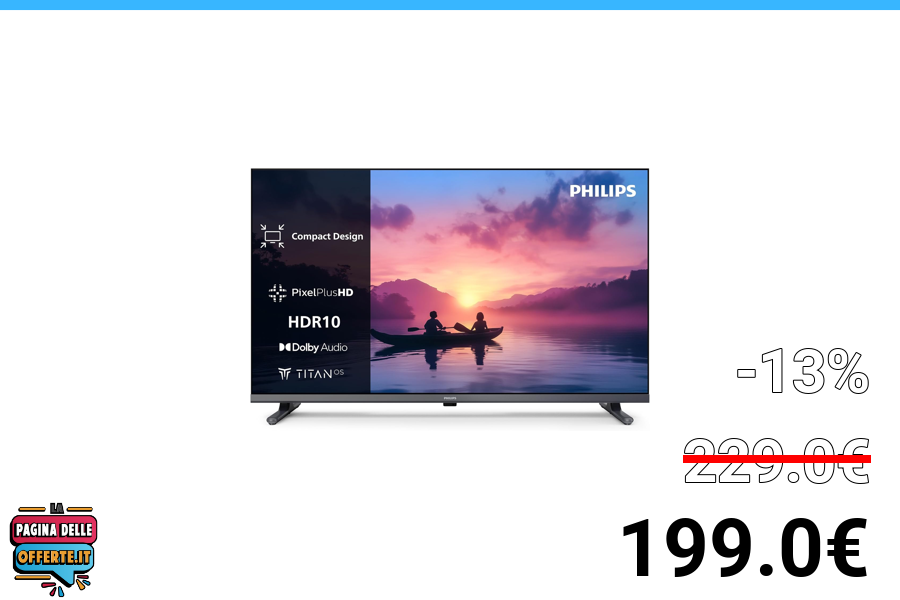 PHILIPS
Compact Design
PixelPlusHD
HDR10
Dolby Audio
TITAN OS
PHILIPS
-13%
229.0€
199.0€
LA
PAGINA DELLE
OFFERTE.IT